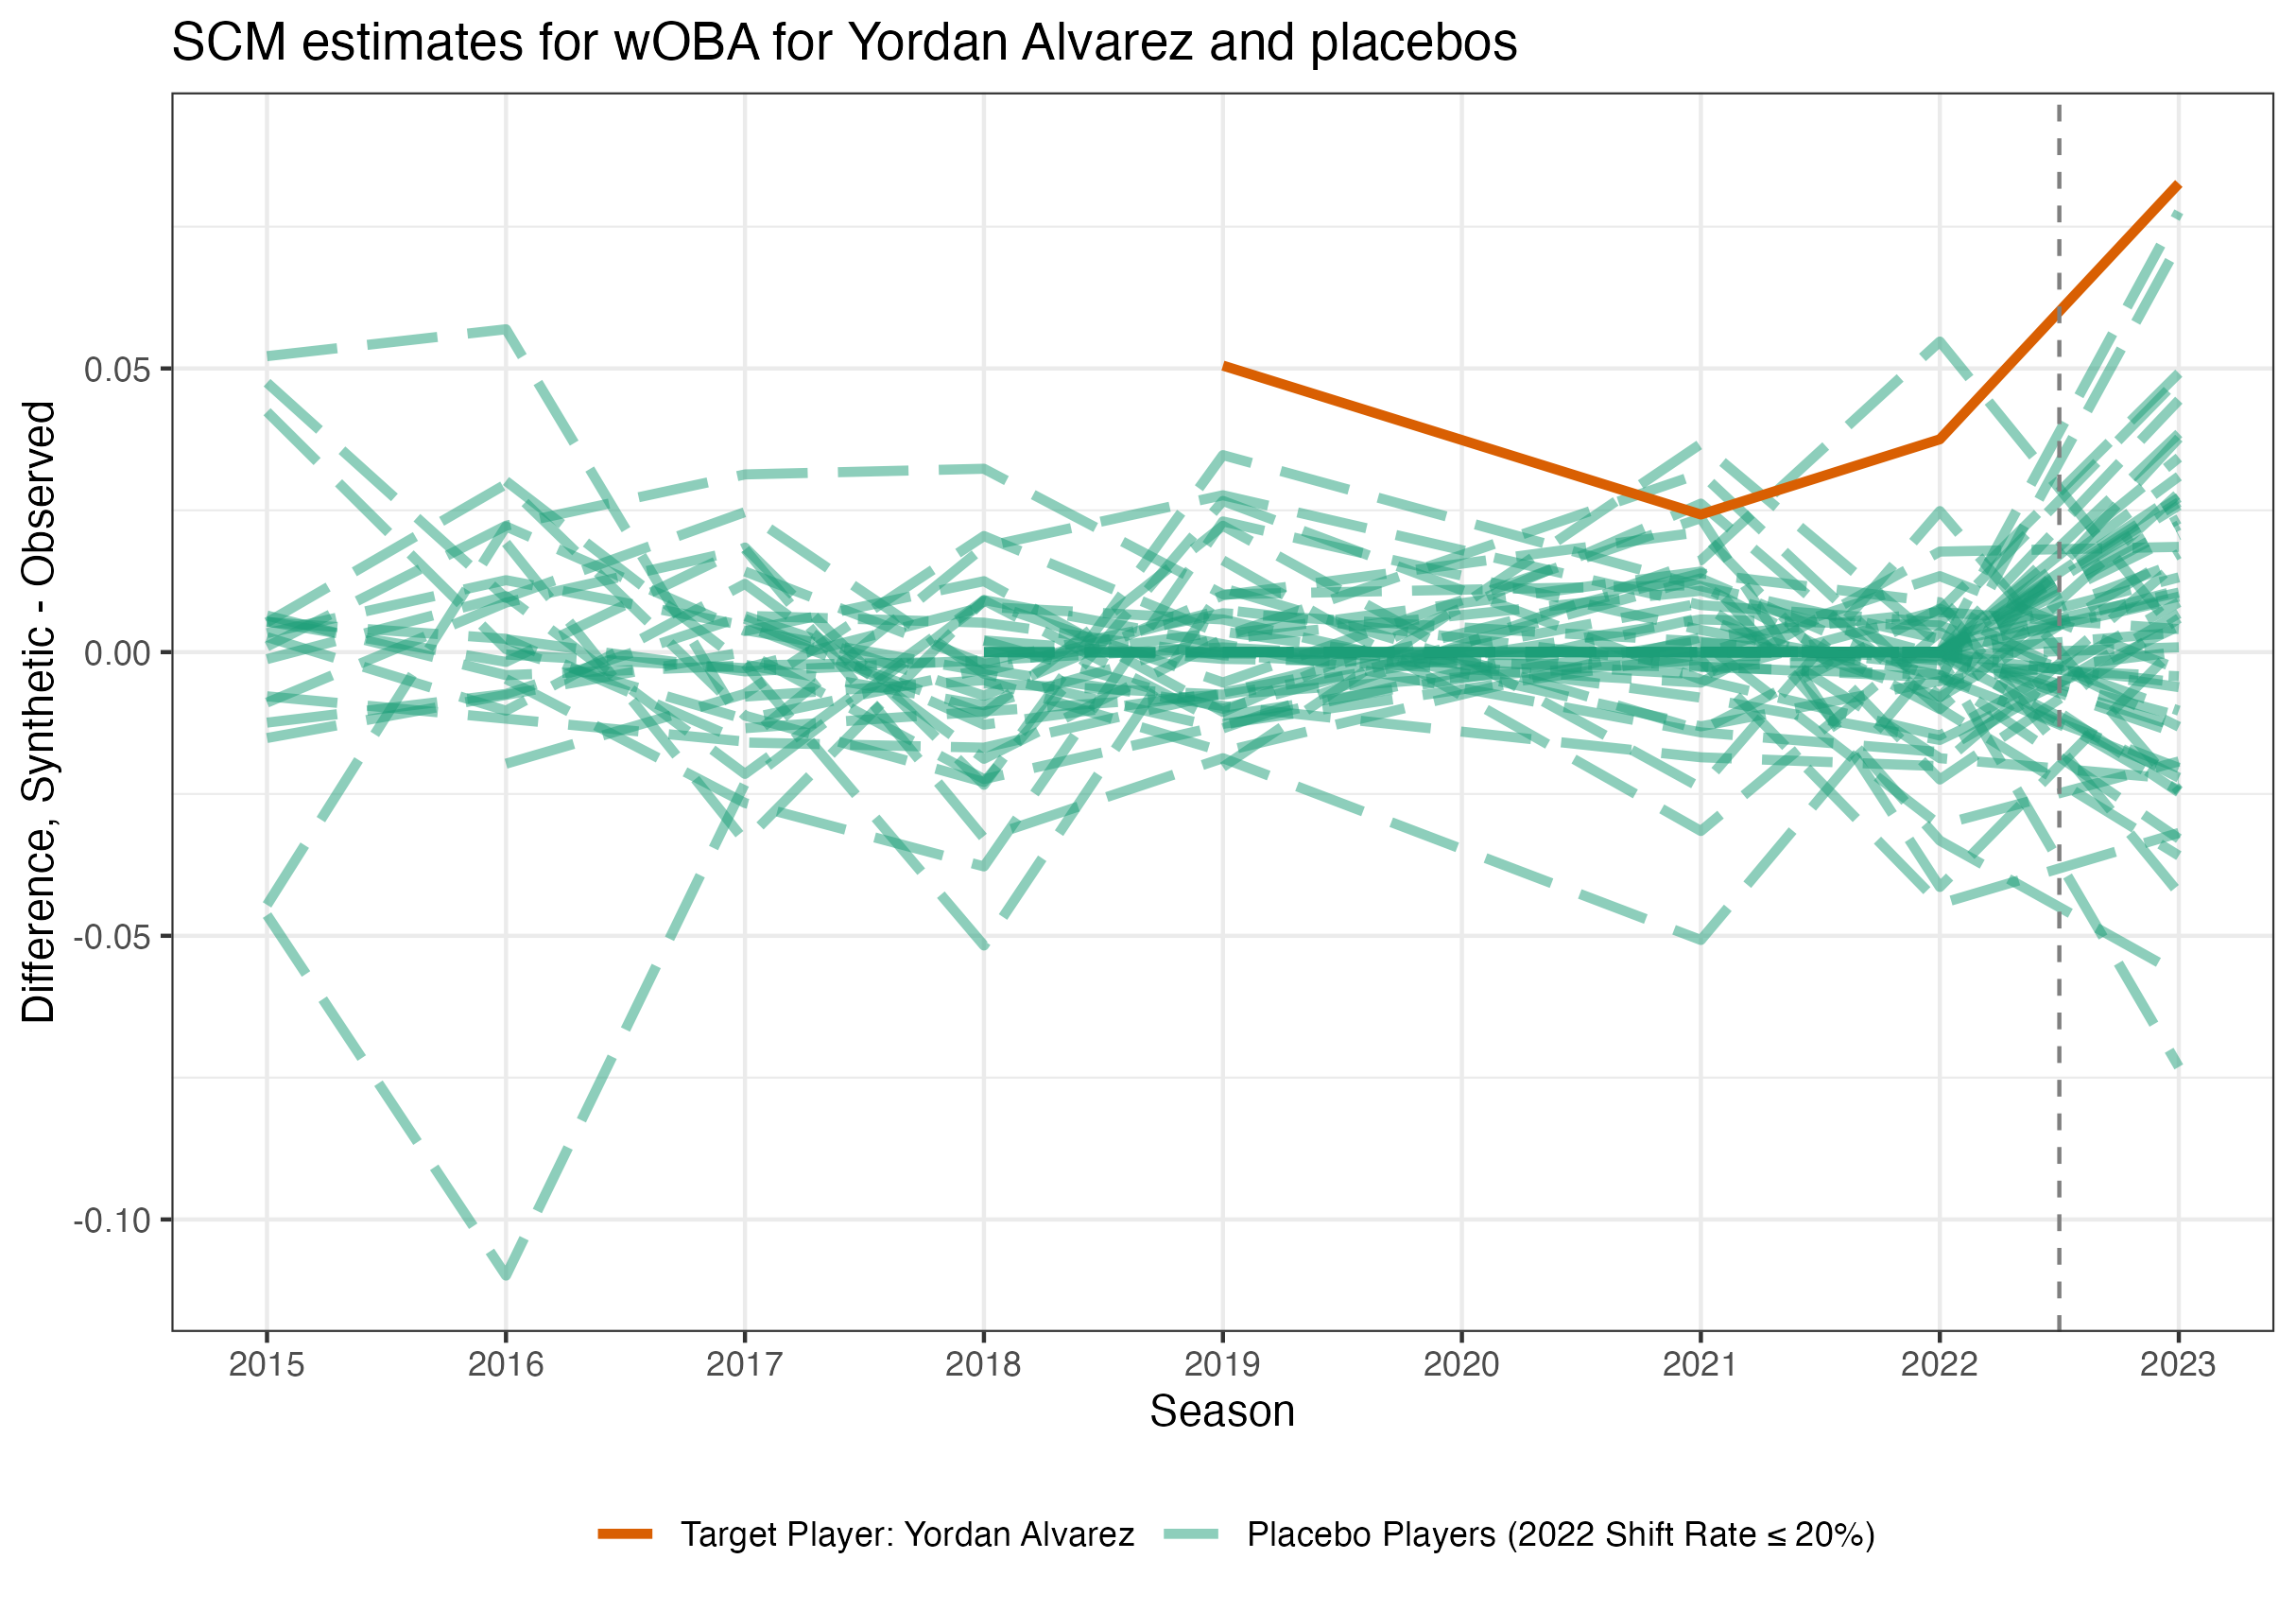 SCM estimates for wOBA for Yordan Alvarez and placebos
Difference, Synthetic - Observed
0.05
0.00
-0.05
-0.10
2015 2016 2017 2018 2019 2020 2021 2022 2023
Season
Target Player: Yordan Alvarez Placebo Players (2022 Shift Rate ≤ 20%)